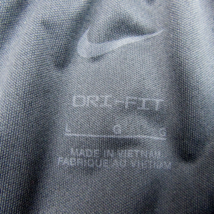 DRI-FIT
L G G
MADE IN VIETNAM
FABRIQUÉ AU VIETNAM